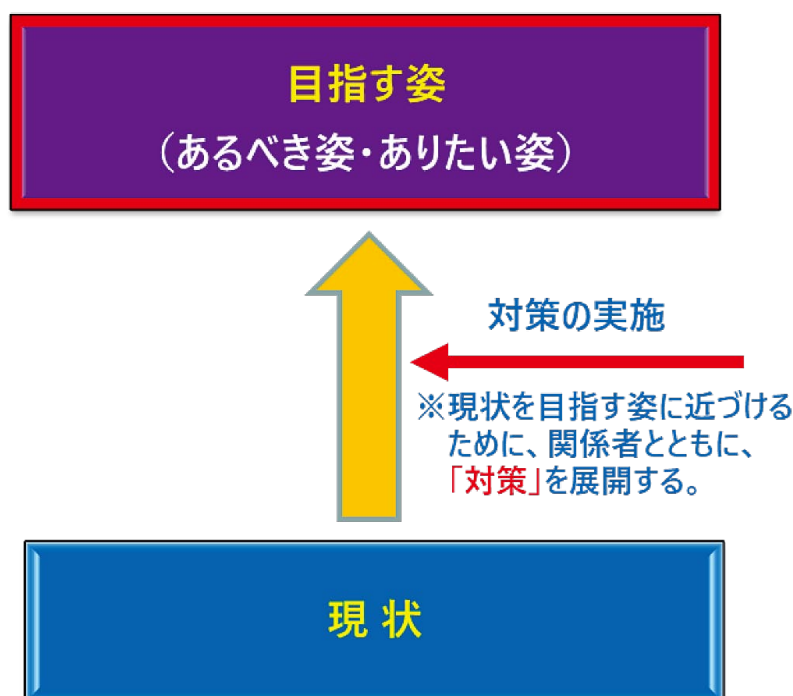 目指す姿
（あるべき姿・ありたい姿）
対策の実施
※現状を目指す姿に近づける
ために、関係者とともに、
「対策」を展開する。
現 状